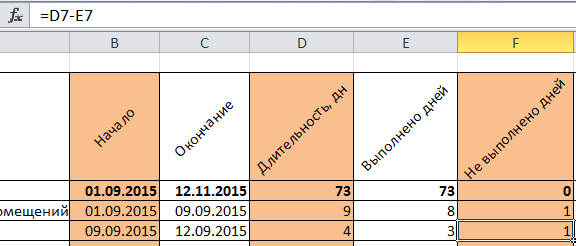 fx =D7-E7
B C D E F
Начало Окончание Длительность, дн Выполнено дней Не выполнено дней
01.09.2015 12.11.2015 73 73 0
омещений 01.09.2015 09.09.2015 9 8 1
09.09.2015 12.09.2015 4 3 1